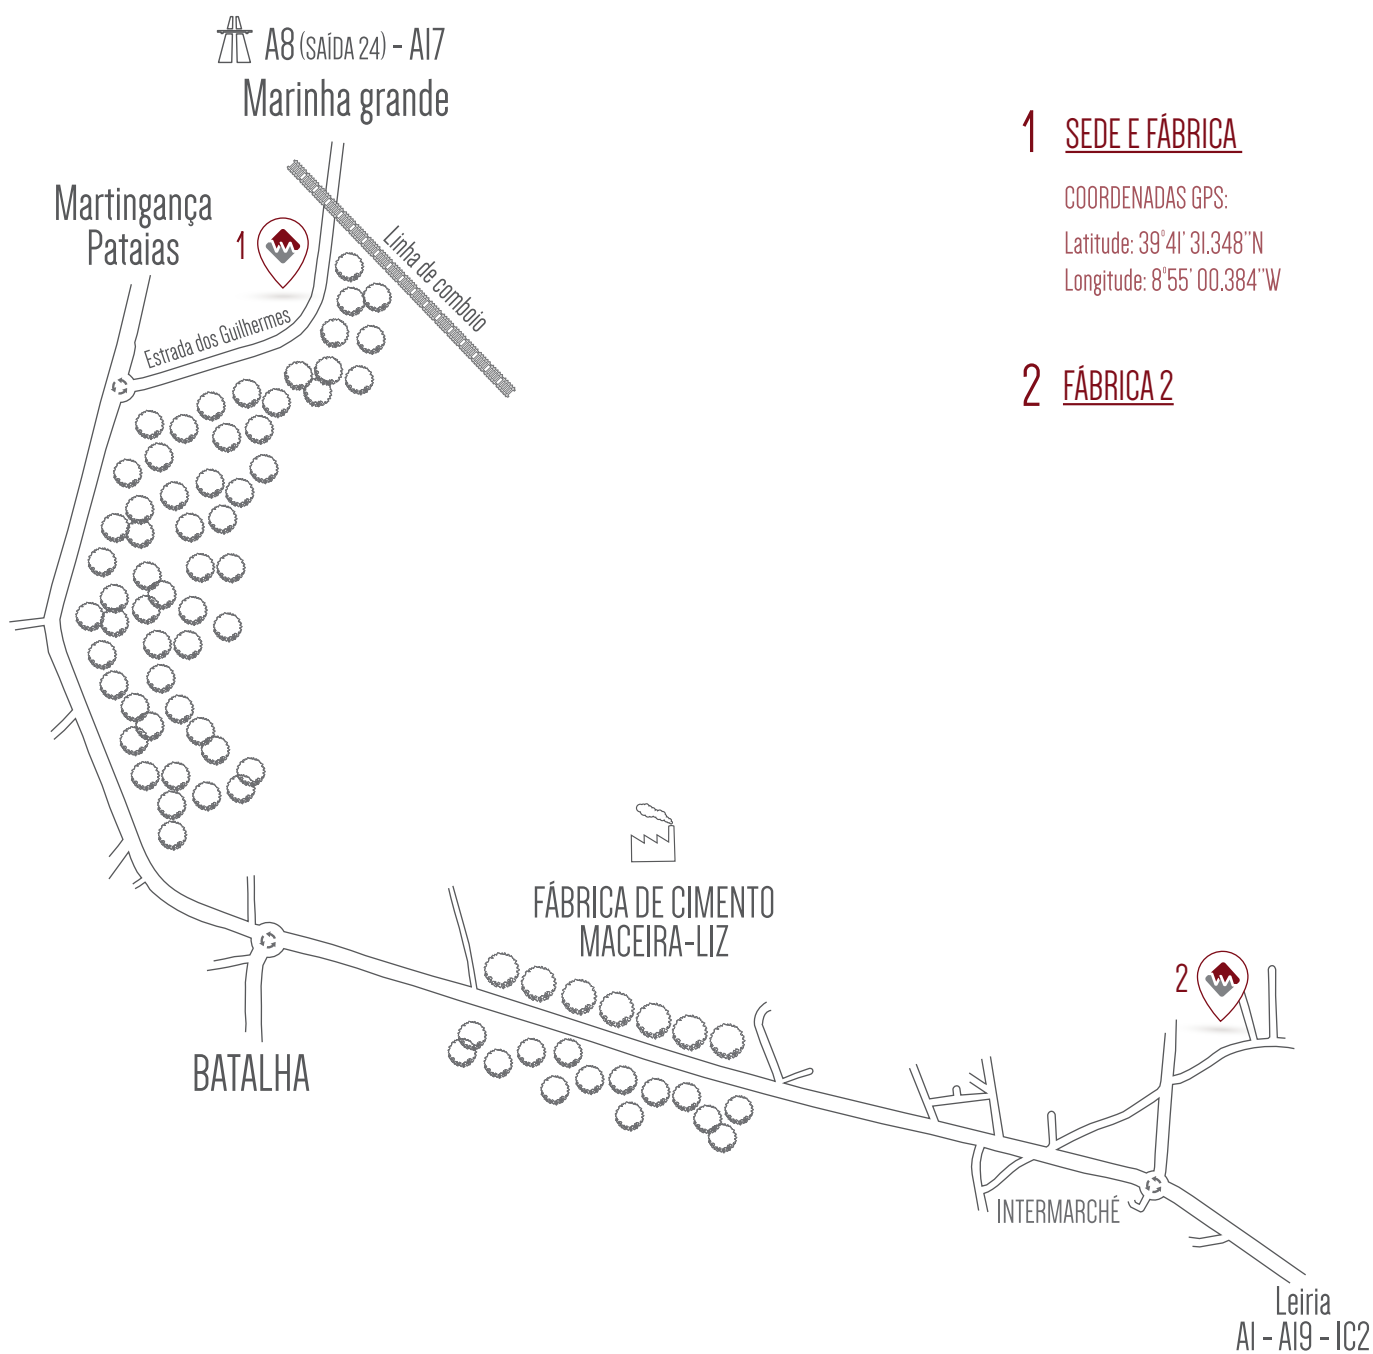 A8 (SAÍDA 24) - A17
Marinha grande
Martingança
Pataias
1
Estrada dos Guilhermes
Linha de comboio
1 SEDE E FÁBRICA
COORDENADAS GPS:
Latitude: 39°41' 31.348''N
Longitude: 8°55' 00.384''W
2 FÁBRICA 2
FÁBRICA DE CIMENTO
MACEIRA-LIZ
BATALHA
2
INTERMARCHÉ
Leiria
A1 - A19 - IC2